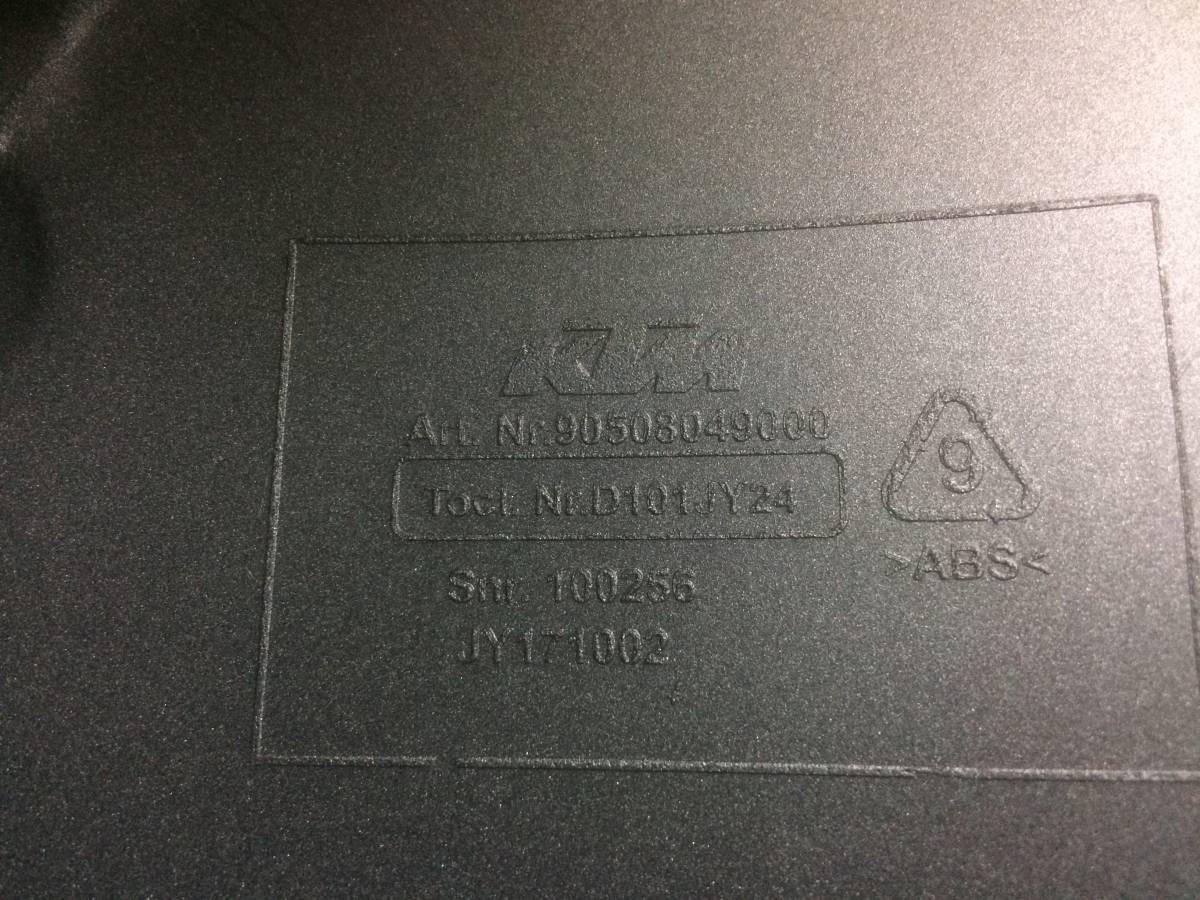 KTM
Art. Nr.90508049000
Tool. Nr.D101JY24
Snr. 100256
JY171002
9
>ABS<